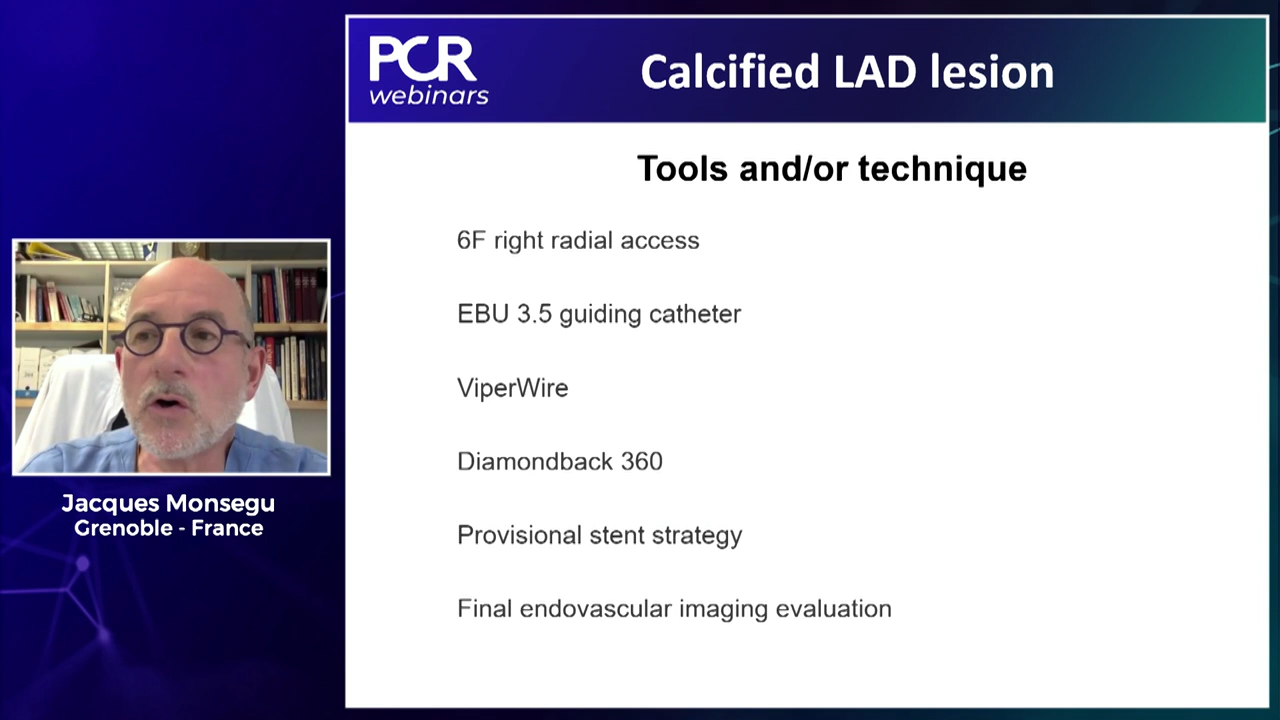 PCR
webinars
Calcified LAD lesion
Tools and/or technique
6F right radial access
EBU 3.5 guiding catheter
ViperWire
Diamondback 360
Provisional stent strategy
Final endovascular imaging evaluation
Jacques Monsegu
Grenoble - France